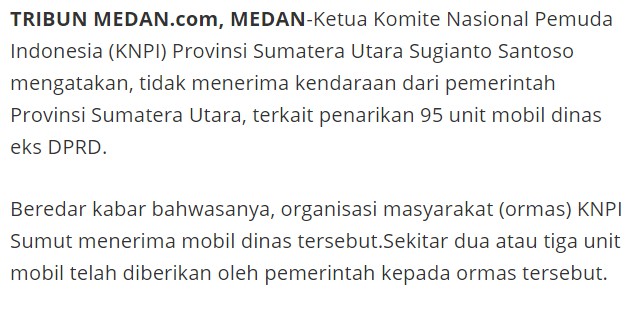 TRIBUN MEDAN.com, MEDAN-Ketua Komite Nasional Pemuda
Indonesia (KNPI) Provinsi Sumatera Utara Sugianto Santoso
mengatakan, tidak menerima kendaraan dari pemerintah
Provinsi Sumatera Utara, terkait penarikan 95 unit mobil dinas
eks DPRD.
Beredar kabar bahwasanya, organisasi masyarakat (ormas) KNPI
Sumut menerima mobil dinas tersebut.Sekitar dua atau tiga unit
mobil telah diberikan oleh pemerintah kepada ormas tersebut.